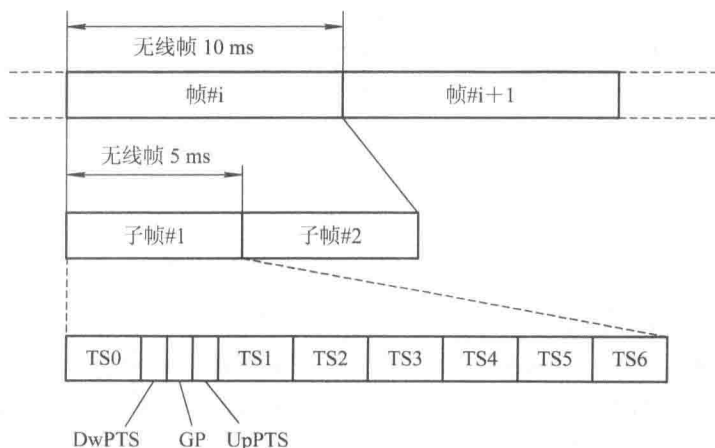 无线帧 10 ms
帧#i 帧#i+1
无线帧 5 ms
子帧#1 子帧#2
TS0 TS1 TS2 TS3 TS4 TS5 TS6
DwPTS GP UpPTS